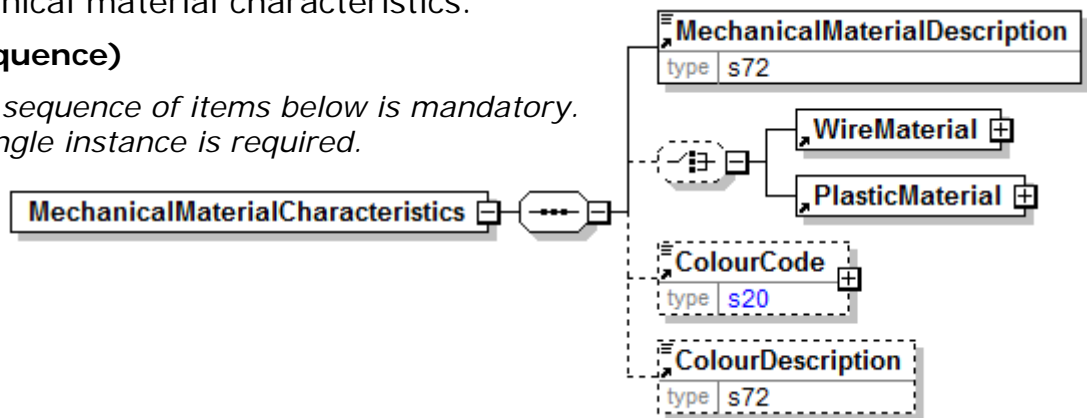 nical material characteristics.
quence)
sequence of items below is mandatory.
ngle instance is required.
MechanicalMaterialCharacteristics
MechanicalMaterialDescription
type s72
WireMaterial
PlasticMaterial
ColourCode
type s20
ColourDescription
type s72